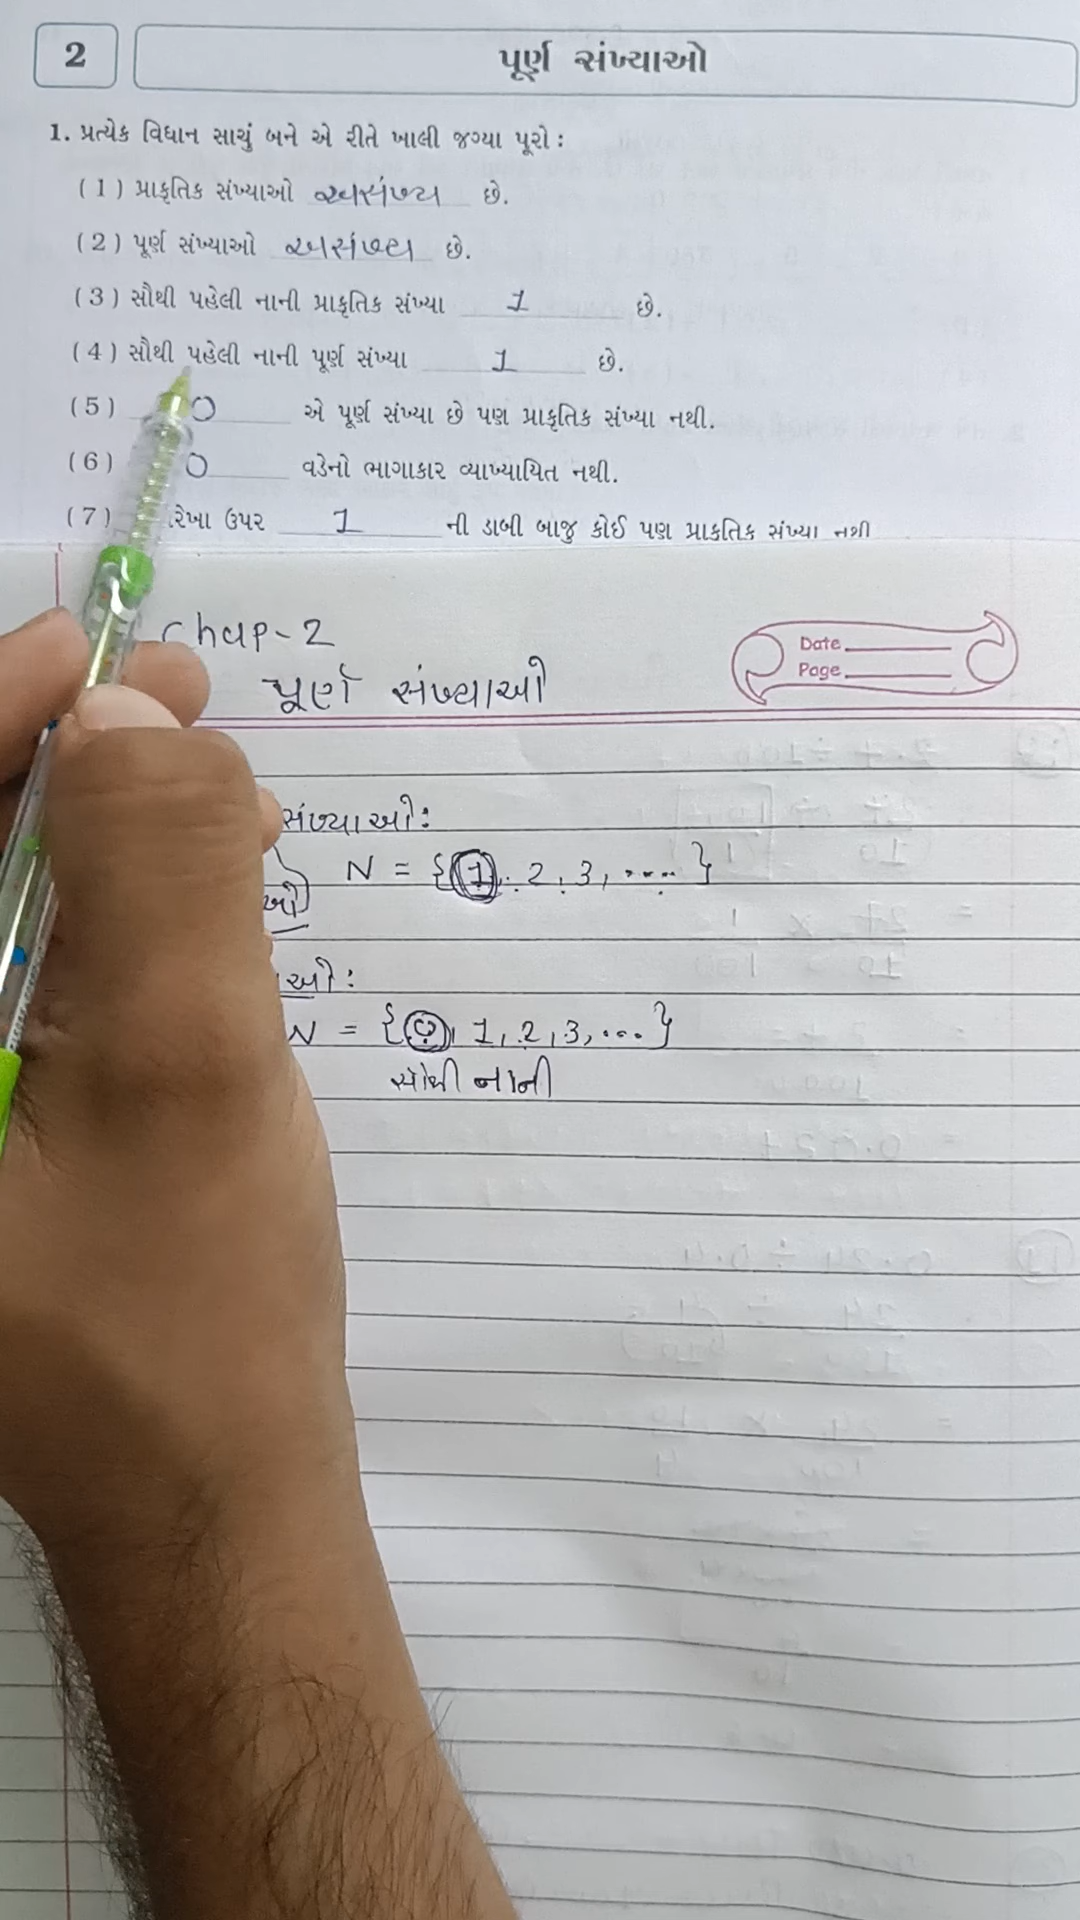 2
પૂર્ણ સંખ્યાઓ
1. પ્રત્યેક વિધાન સાચું બને એ રીતે ખાલી જગ્યા પૂરો :
(1) પ્રાકૃતિક સંખ્યાઓ અસંખ્ય છે.
(2) પૂર્ણ સંખ્યાઓ અસંખ્ય છે.
(3) સૌથી પહેલી નાની પ્રાકૃતિક સંખ્યા 1 છે.
(4) સૌથી પહેલી નાની પૂર્ણ સંખ્યા 1 છે.
(5) 0 એ પૂર્ણ સંખ્યા છે પણ પ્રાકૃતિક સંખ્યા નથી.
(6) 0 વડેનો ભાગાકાર વ્યાખ્યાયિત નથી.
(7) રેખા ઉપર 1 ની ડાબી બાજુ કોઈ પણ પ્રાકૃતિક સંખ્યા નથી
Chap-2
Date
Page
પૂર્ણ સંખ્યાઓ
સંખ્યાઓ:
N = {1, 2, 3, ....}
N = {0, 1, 2, 3, ...}
સૌથી નાની